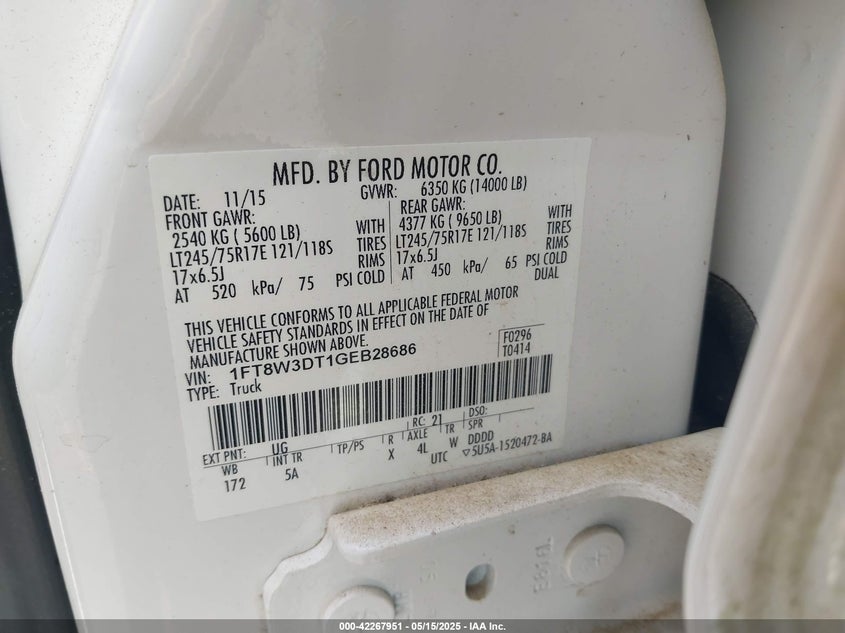 MFD. BY FORD MOTOR CO.
DATE: 11/15 GVWR: 6350 KG (14000 LB)
FRONT GAWR: REAR GAWR:
2540 KG ( 5600 LB) WITH 4377 KG ( 9650 LB) WITH
LT245/75R17E 121/118S TIRES LT245/75R17E 121/118S TIRES
17x6.5J RIMS 17x6.5J RIMS
AT 520 kPa/ 75 PSI COLD AT 450 kPa/ 65 PSI COLD
DUAL
THIS VEHICLE CONFORMS TO ALL APPLICABLE FEDERAL MOTOR
VEHICLE SAFETY STANDARDS IN EFFECT ON THE DATE OF
MANUFACTURE SHOWN ABOVE.
F0296
VIN: 1FT8W3DT1GEB28686 T0414
TYPE: Truck
EXT PNT: UG RC: 21 DSO:
WB INT TR TP/PS R AXLE TR SPR
172 5A X 4L W DDDD
UTC ▽5U5A-1520472-BA
000-42267951 - 05/15/2025 - IAA Inc.